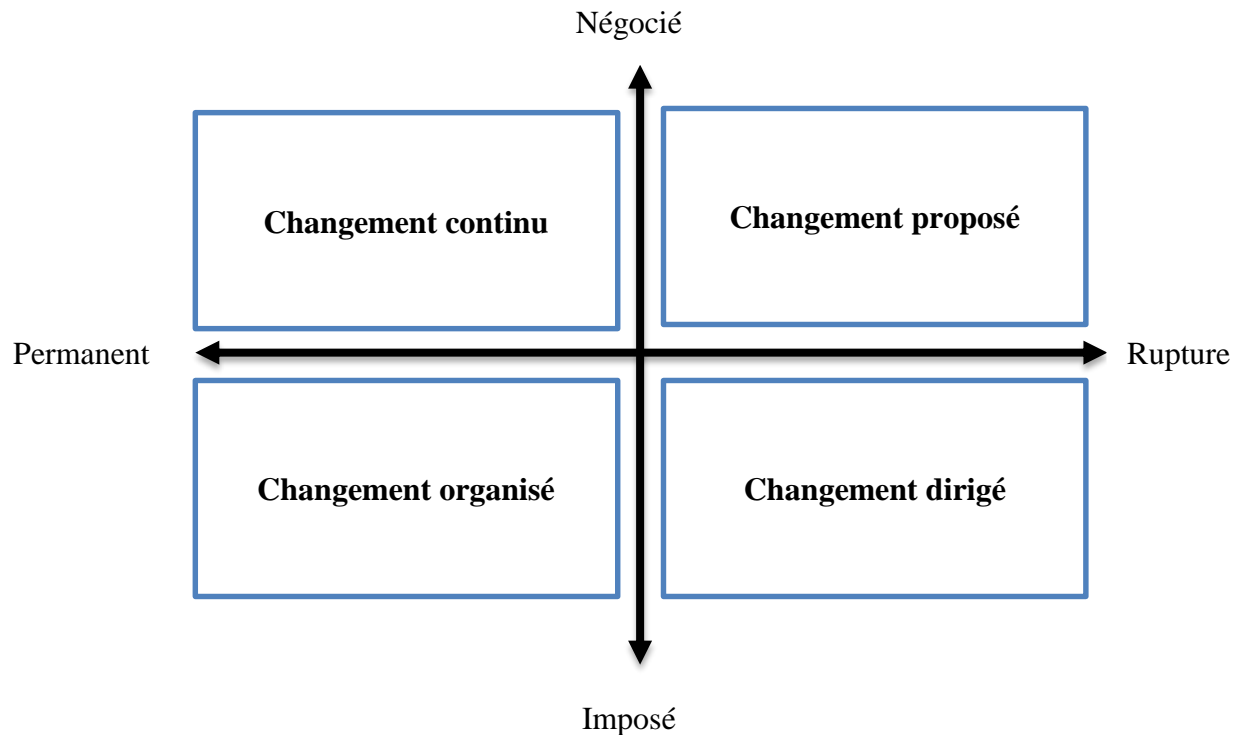 Négocié
Changement continu
Changement proposé
Permanent
Rupture
Changement organisé
Changement dirigé
Imposé